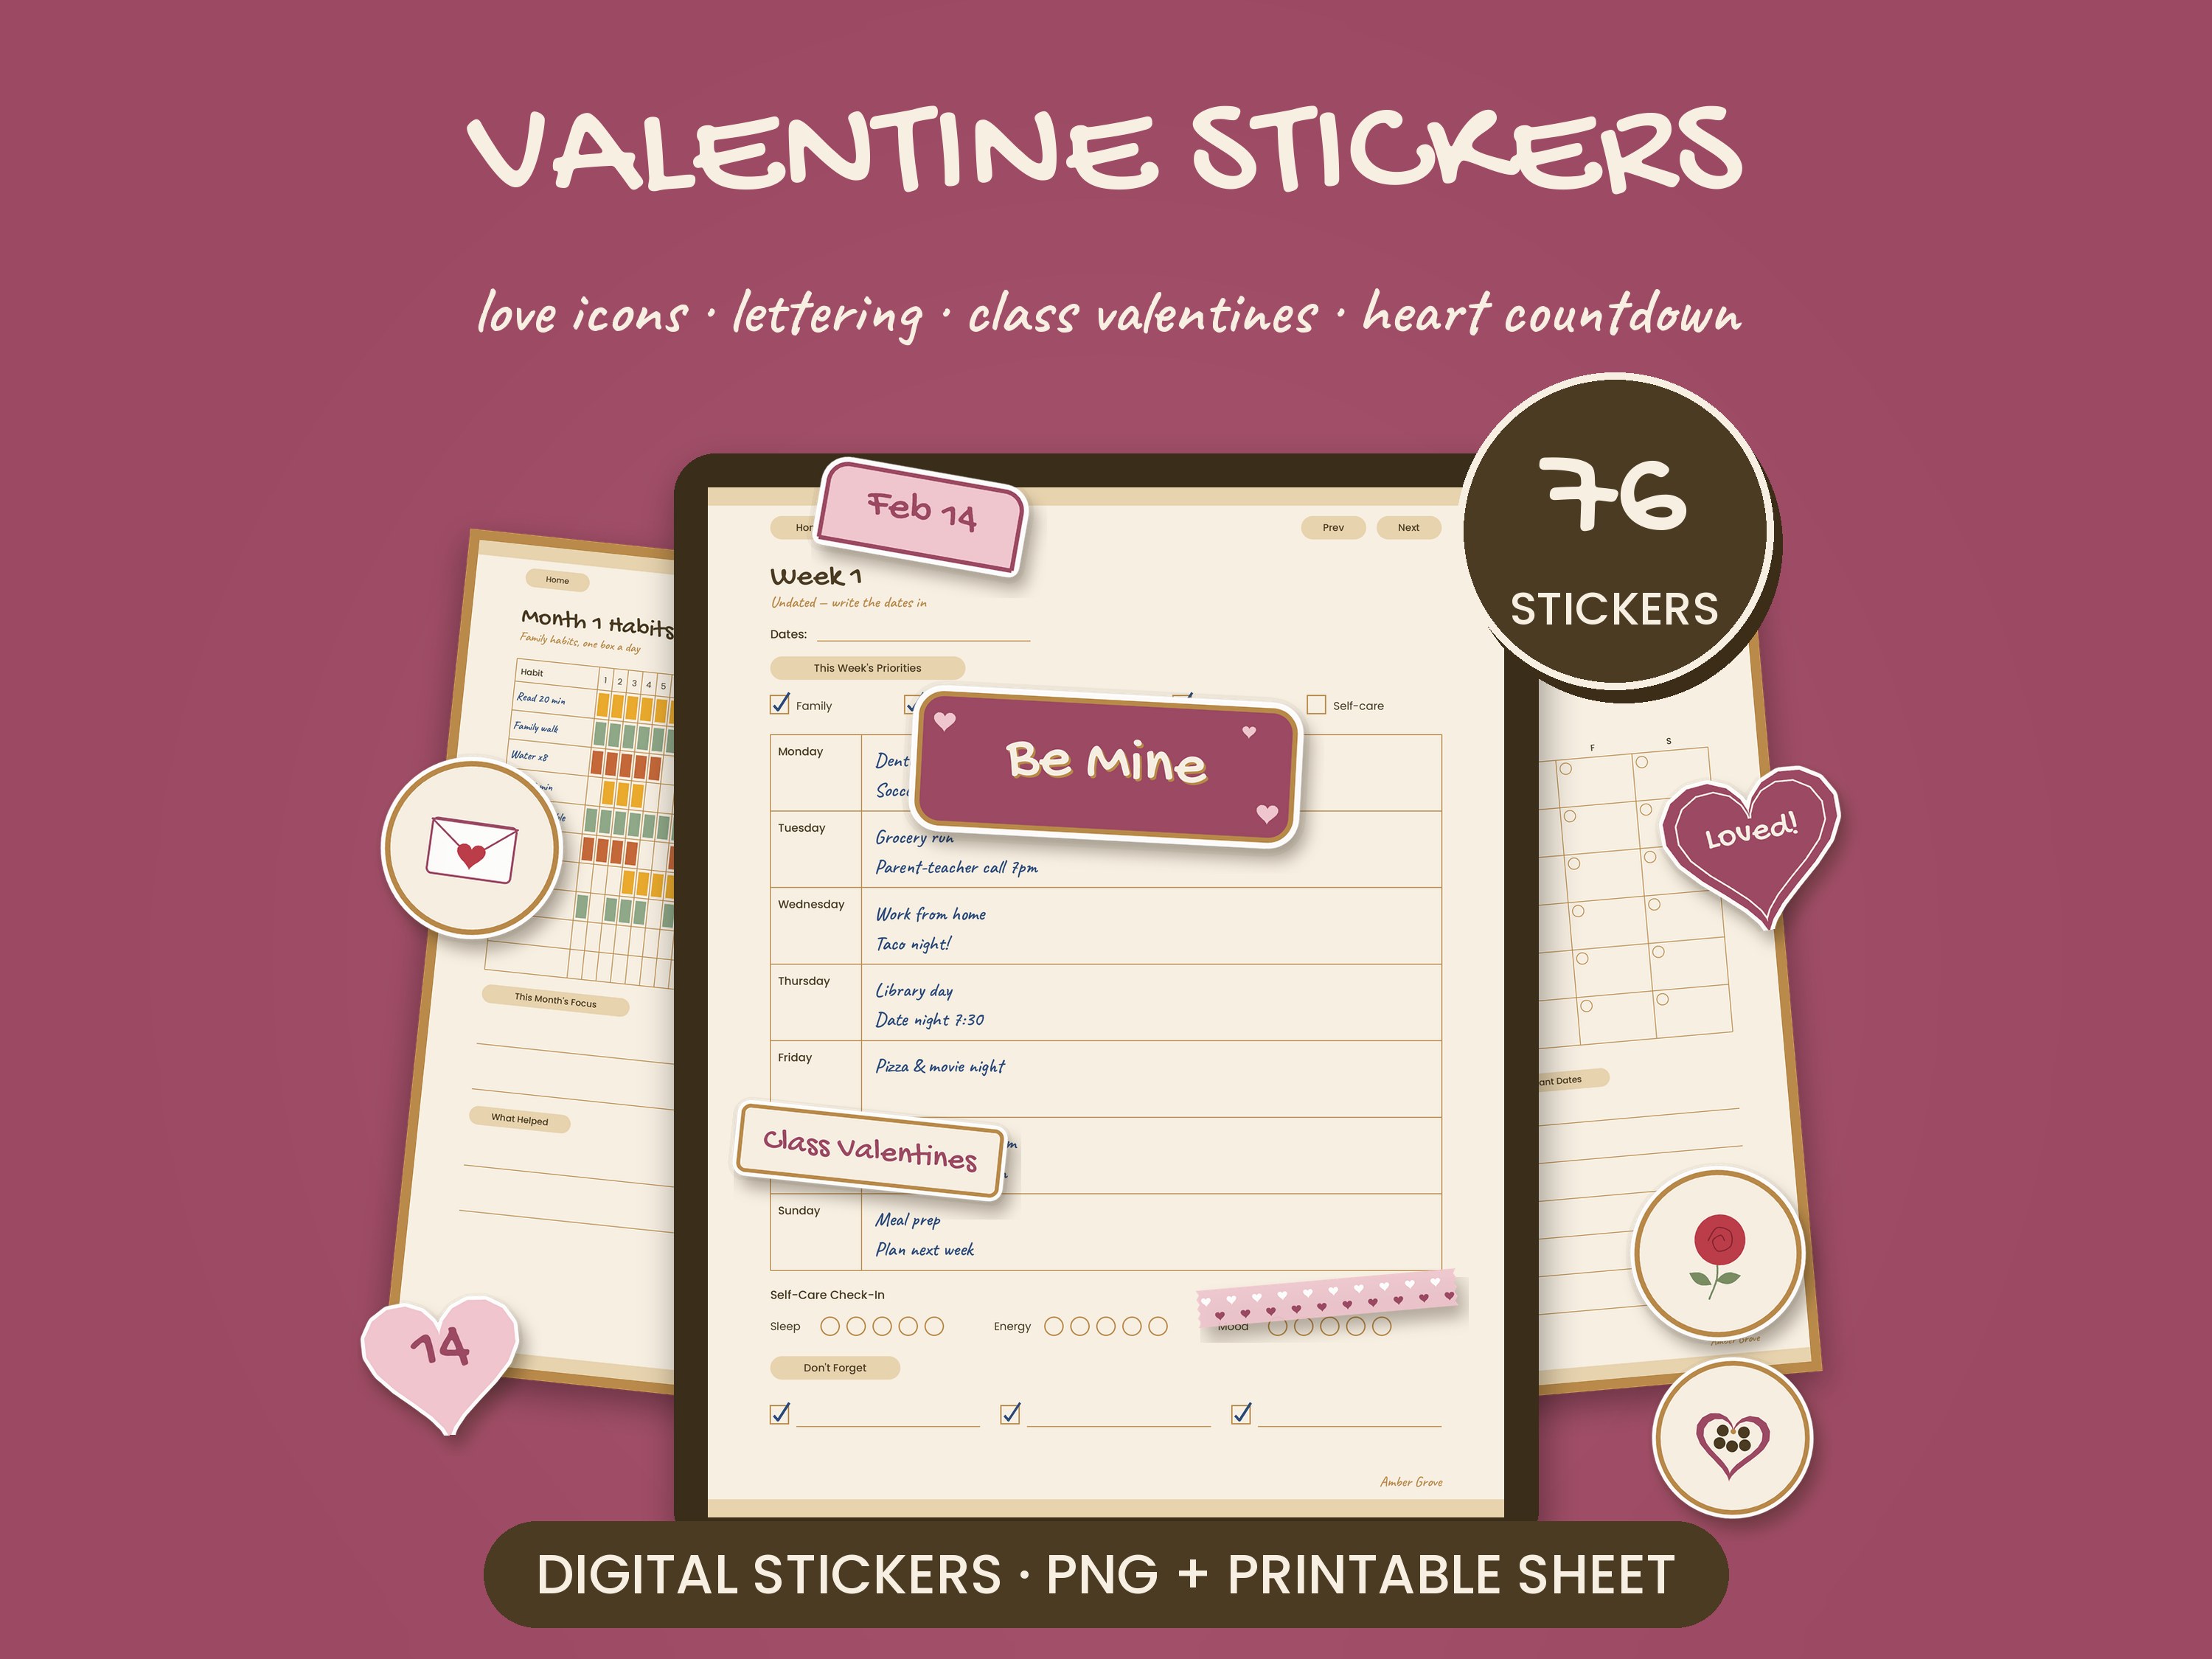 VALENTINE STICKERS
love icons · lettering · class valentines · heart countdown
76
STICKERS
Feb 14
Prev
Next
Week 1
Undated — write the dates in
Dates:
This Week's Priorities
Family
Self-care
Be Mine
Monday
Tuesday
Grocery run
Parent-teacher call 7pm
Wednesday
Work from home
Taco night!
Thursday
Library day
Date night 7:30
Friday
Pizza & movie night
Class Valentines
Sunday
Meal prep
Plan next week
Self-Care Check-In
Sleep
Energy
Mood
Don't Forget
Amber Grove
Home
Month 1 Habits
Family habits, one box a day
Habit 1 2 3 4 5
Read 20 min
Family walk
Water x8
This Month's Focus
What Helped
14
F S
Loved!
Dates
Amber Grove
DIGITAL STICKERS · PNG + PRINTABLE SHEET